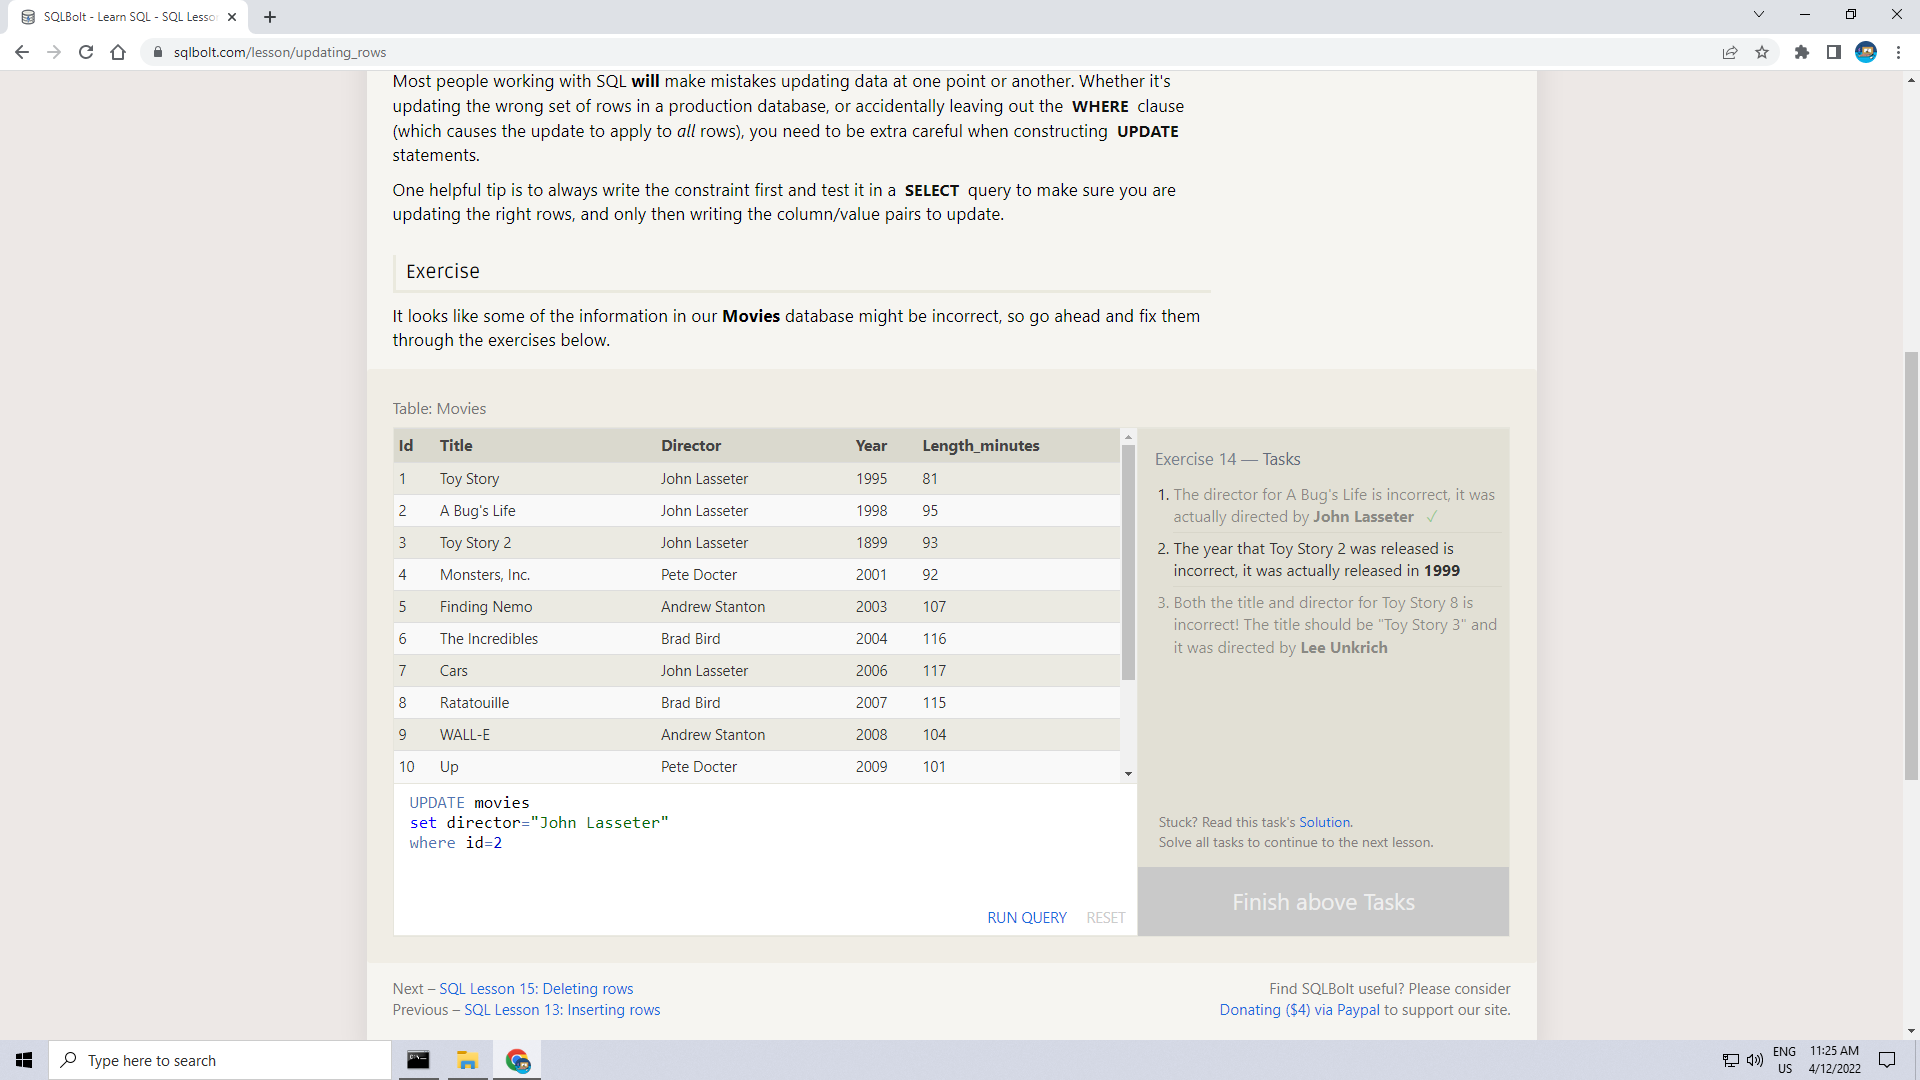 SQLBolt - Learn SQL - SQL Lesso
sqlbolt.com/lesson/updating_rows
Most people working with SQL will make mistakes updating data at one point or another. Whether it's
updating the wrong set of rows in a production database, or accidentally leaving out the WHERE clause
(which causes the update to apply to all rows), you need to be extra careful when constructing UPDATE
statements.
One helpful tip is to always write the constraint first and test it in a SELECT query to make sure you are
updating the right rows, and only then writing the column/value pairs to update.
Exercise
It looks like some of the information in our Movies database might be incorrect, so go ahead and fix them
through the exercises below.
Table: Movies
Id Title Director Year Length_minutes
1 Toy Story John Lasseter 1995 81
2 A Bug's Life John Lasseter 1998 95
3 Toy Story 2 John Lasseter 1899 93
4 Monsters, Inc. Pete Docter 2001 92
5 Finding Nemo Andrew Stanton 2003 107
6 The Incredibles Brad Bird 2004 116
7 Cars John Lasseter 2006 117
8 Ratatouille Brad Bird 2007 115
9 WALL-E Andrew Stanton 2008 104
10 Up Pete Docter 2009 101
UPDATE movies
set director="John Lasseter"
where id=2
RUN QUERY RESET
Exercise 14 — Tasks
1. The director for A Bug's Life is incorrect, it was
actually directed by John Lasseter ✓
2. The year that Toy Story 2 was released is
incorrect, it was actually released in 1999
3. Both the title and director for Toy Story 8 is
incorrect! The title should be "Toy Story 3" and
it was directed by Lee Unkrich
Stuck? Read this task's Solution.
Solve all tasks to continue to the next lesson.
Finish above Tasks
Next – SQL Lesson 15: Deleting rows
Previous – SQL Lesson 13: Inserting rows
Find SQLBolt useful? Please consider
Donating ($4) via Paypal to support our site.
Type here to search
ENG
US
11:25 AM
4/12/2022